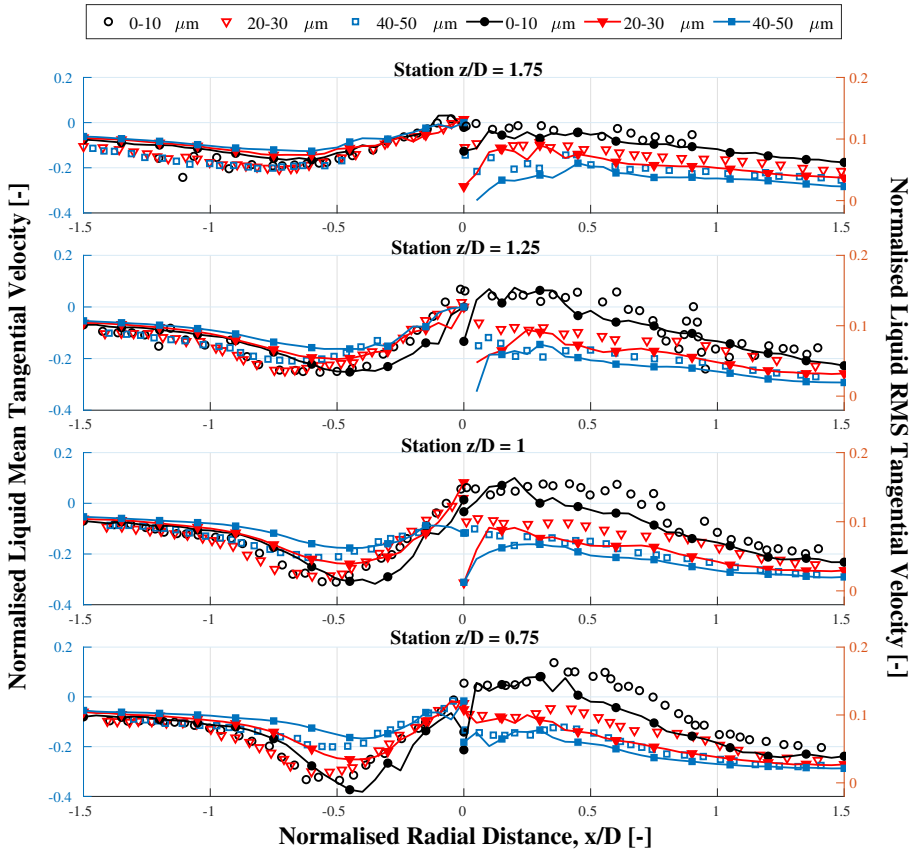 0-10 μm 20-30 μm 40-50 μm 0-10 μm 20-30 μm 40-50 μm
Station z/D = 1.75
0.2
0
-0.2
-0.4
0.2
0.1
0
-1.5 -1 -0.5 0 0.5 1 1.5
Station z/D = 1.25
0.2
0
-0.2
-0.4
0.2
0.1
0
-1.5 -1 -0.5 0 0.5 1 1.5
Station z/D = 1
0.2
0
-0.2
-0.4
0.2
0.1
0
-1.5 -1 -0.5 0 0.5 1 1.5
Station z/D = 0.75
0.2
0
-0.2
-0.4
0.2
0.1
0
-1.5 -1 -0.5 0 0.5 1 1.5
Normalised Liquid Mean Tangential Velocity [-]
Normalised Liquid RMS Tangential Velocity [-]
Normalised Radial Distance, x/D [-]